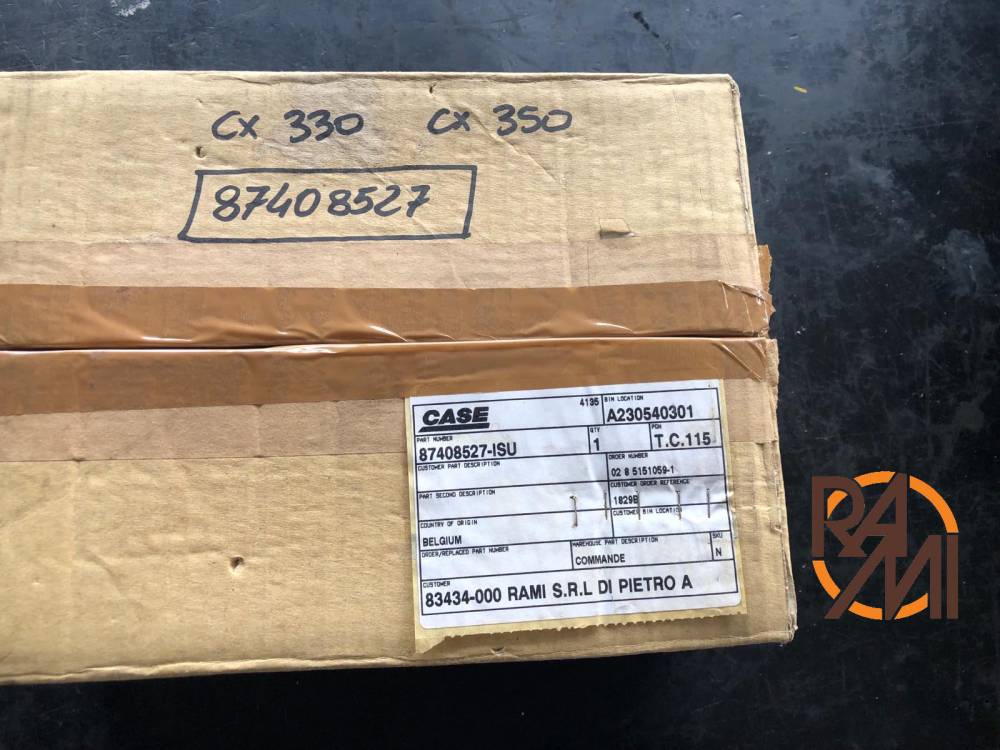 CX 330 CX 350
87408527
CASE
4135
BIN LOCATION
A230540301
PART NUMBER
87408527-ISU
QTY
1
PGN
T.C.115
CUSTOMER PART DESCRIPTION
ORDER NUMBER
02 8 5151059-1
PART SECOND DESCRIPTION
CUSTOMER ORDER REFERENCE
1829B
CUSTOMER BIN LOCATION
COUNTRY OF ORIGIN
BELGIUM
ORDER/REPLACED PART NUMBER
WAREHOUSE PART DESCRIPTION
COMMANDE
SKU
N
CUSTOMER
83434-000 RAMI S.R.L DI PIETRO A
RAMI